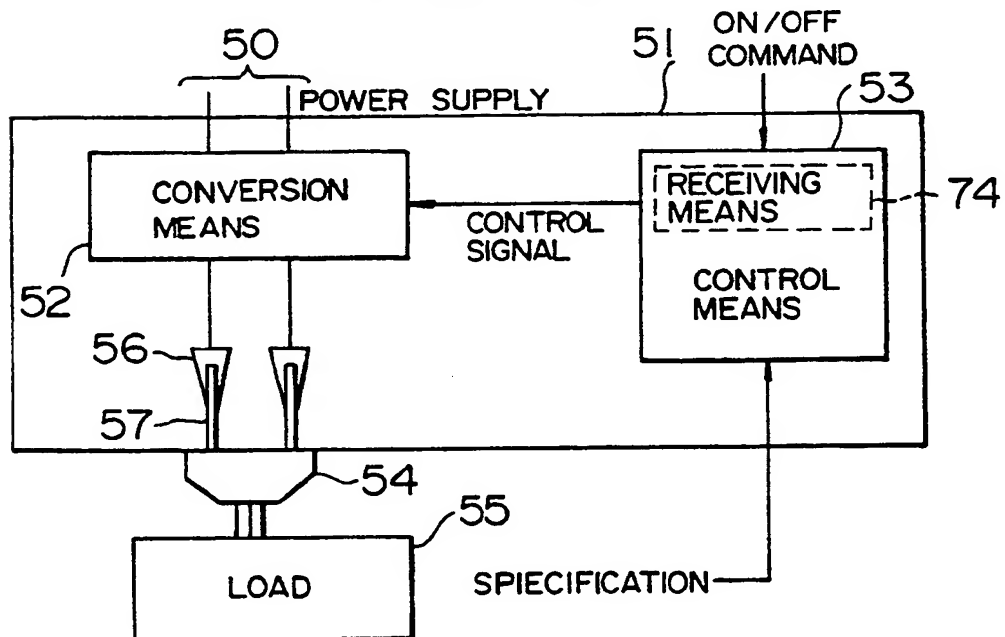 50
51
ON/OFF
COMMAND
POWER SUPPLY
53
CONVERSION
MEANS
RECEIVING
MEANS
74
CONTROL
SIGNAL
52
CONTROL
MEANS
56
57
54
55
LOAD
SPIECIFICATION